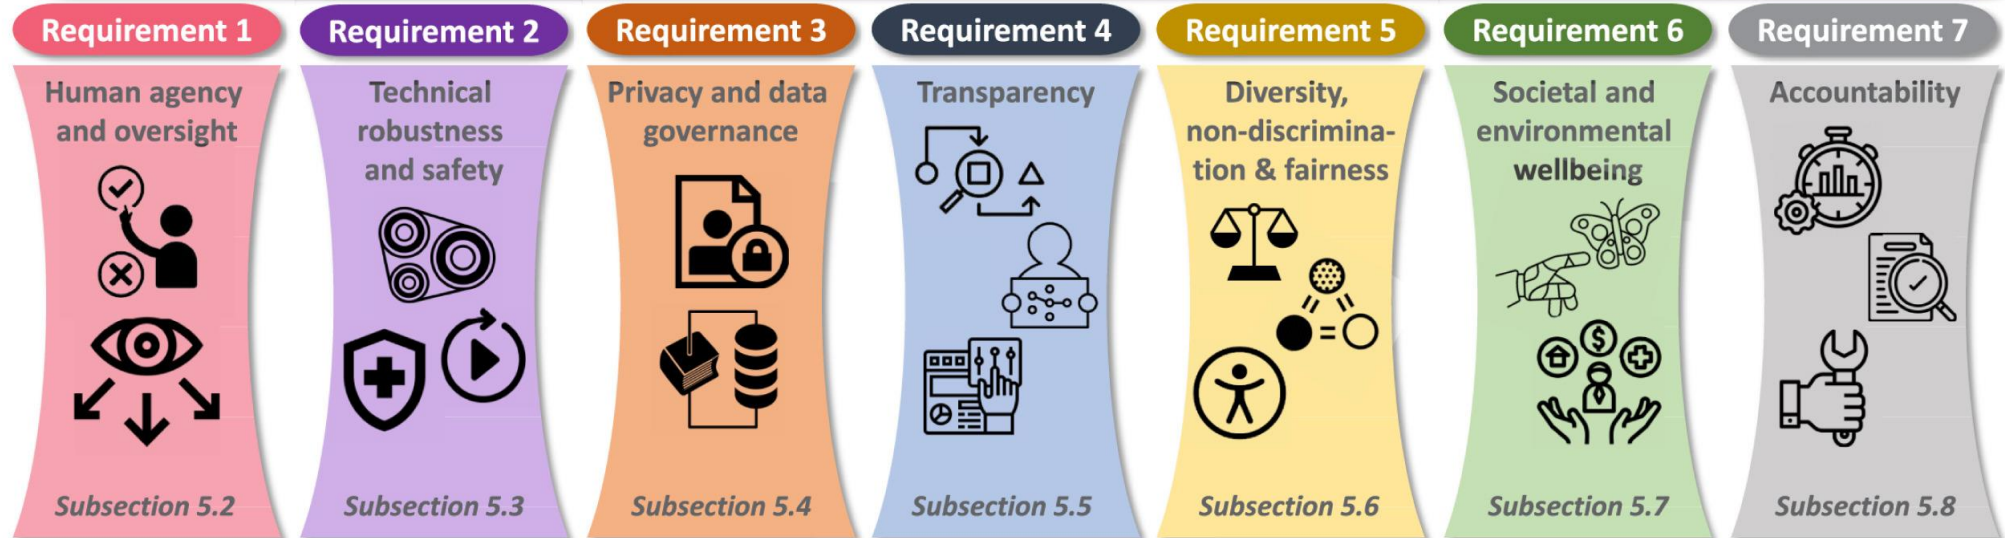 Requirement 1
Requirement 2
Requirement 3
Requirement 4
Requirement 5
Requirement 6
Requirement 7
Human agency
and oversight
Subsection 5.2
Technical
robustness
and safety
Subsection 5.3
Privacy and data
governance
Subsection 5.4
Transparency
Subsection 5.5
Diversity,
non-discrimina-
tion & fairness
=
=
=
Subsection 5.6
Societal and
environmental
wellbeing
$
Subsection 5.7
Accountability
Subsection 5.8